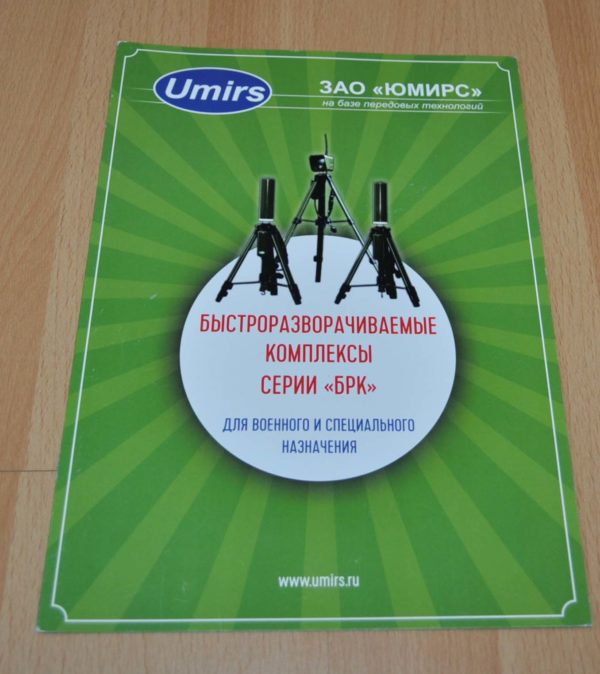 Umirs
ЗАО «ЮМИРС»
на базе передовых технологий
БЫСТРОРАЗВОРАЧИВАЕМЫЕ
КОМПЛЕКСЫ
СЕРИИ «БРК»
ДЛЯ ВОЕННОГО И СПЕЦИАЛЬНОГО
НАЗНАЧЕНИЯ
www.umirs.ru